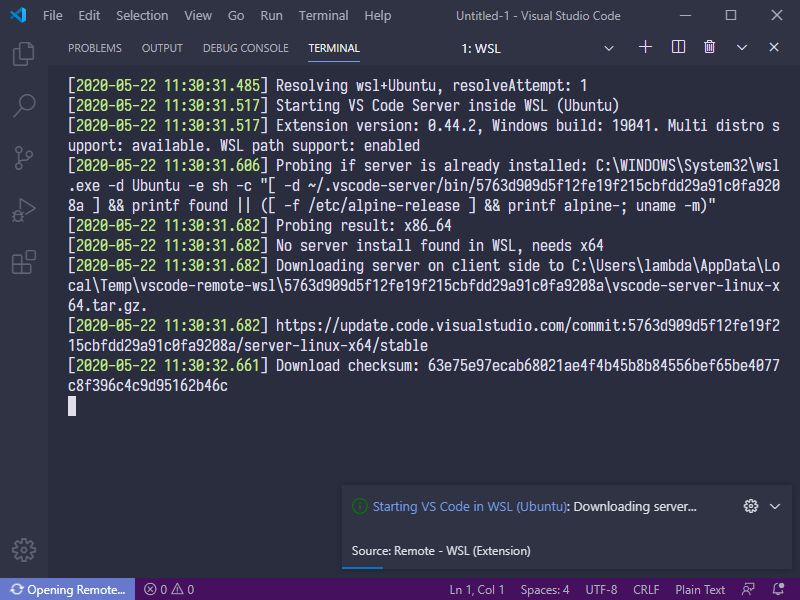 File Edit Selection View Go Run Terminal Help Untitled-1 - Visual Studio Code
PROBLEMS OUTPUT DEBUG CONSOLE TERMINAL 1: WSL
[2020-05-22 11:30:31.485] Resolving wsl+Ubuntu, resolveAttempt: 1
[2020-05-22 11:30:31.517] Starting VS Code Server inside WSL (Ubuntu)
[2020-05-22 11:30:31.517] Extension version: 0.44.2, Windows build: 19041. Multi distro s
upport: available. WSL path support: enabled
[2020-05-22 11:30:31.606] Probing if server is already installed: C:\WINDOWS\System32\wsl
.exe -d Ubuntu -e sh -c "[ -d ~/.vscode-server/bin/5763d909d5f12fe19f215cbfdd29a91c0fa920
8a ] && printf found || ([ -f /etc/alpine-release ] && printf alpine-; uname -m)"
[2020-05-22 11:30:31.682] Probing result: x86_64
[2020-05-22 11:30:31.682] No server install found in WSL, needs x64
[2020-05-22 11:30:31.682] Downloading server on client side to C:\Users\lambda\AppData\Lo
cal\Temp\vscode-remote-wsl\5763d909d5f12fe19f215cbfdd29a91c0fa9208a\vscode-server-linux-x
64.tar.gz.
[2020-05-22 11:30:31.682] https://update.code.visualstudio.com/commit:5763d909d5f12fe19f2
15cbfdd29a91c0fa9208a/server-linux-x64/stable
[2020-05-22 11:30:32.661] Download checksum: 63e75e97ecab68021ae4f4b45b8b84556bef65be4077
c8f396c4c9d95162b46c
Starting VS Code in WSL (Ubuntu): Downloading server...
Source: Remote - WSL (Extension)
Opening Remote... 0 0 Ln 1, Col 1 Spaces: 4 UTF-8 CRLF Plain Text